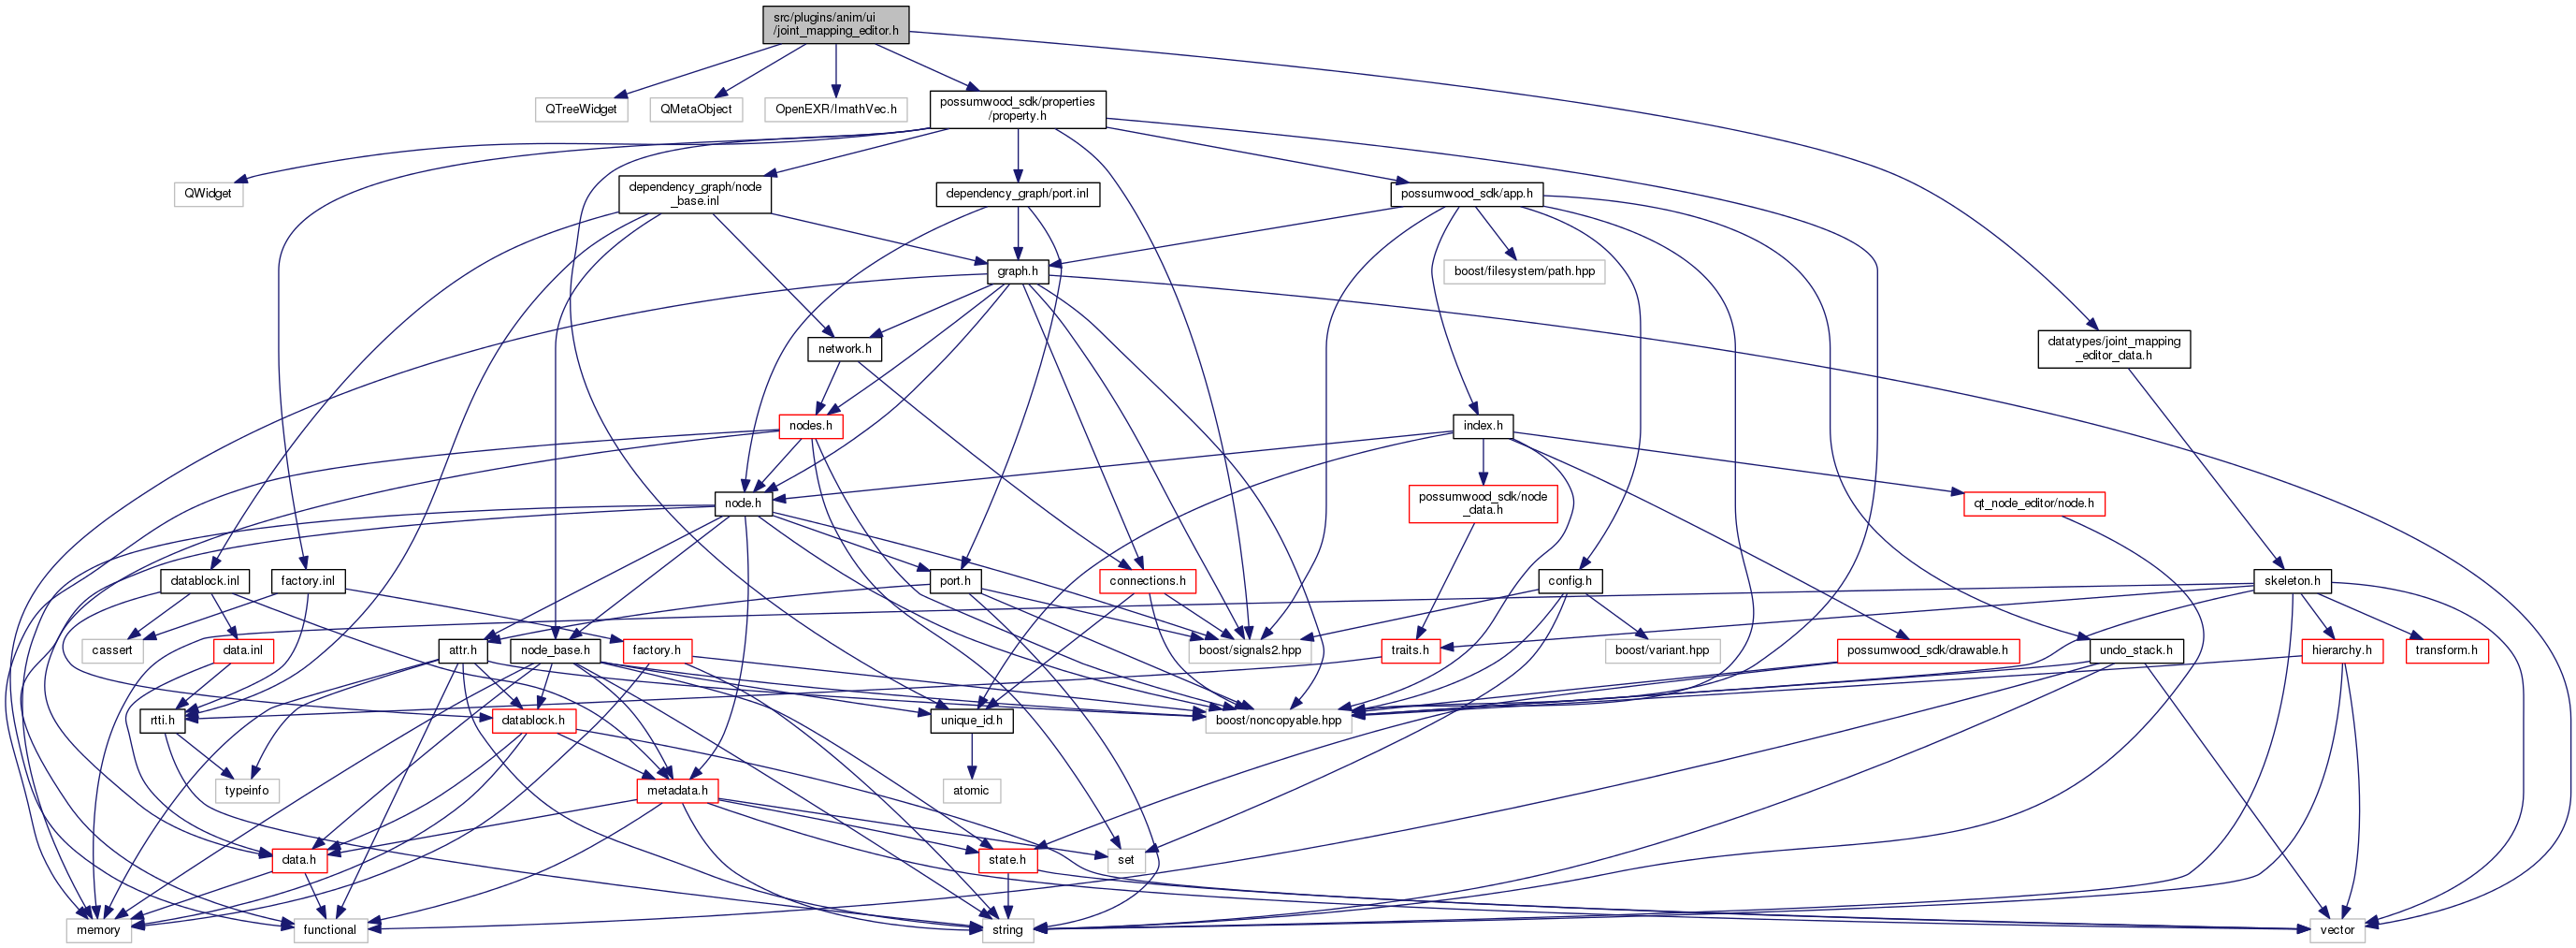 src/plugins/anim/ui
/joint_mapping_editor.h
QTreeWidget
QMetaObject
OpenEXR/ImathVec.h
possumwood_sdk/properties
/property.h
QWidget
dependency_graph/node
_base.inl
dependency_graph/port.inl
possumwood_sdk/app.h
graph.h
boost/filesystem/path.hpp
network.h
datatypes/joint_mapping
_editor_data.h
nodes.h
index.h
node.h
possumwood_sdk/node
_data.h
qt_node_editor/node.h
datablock.inl
factory.inl
port.h
connections.h
config.h
skeleton.h
cassert
data.inl
attr.h
node_base.h
factory.h
boost/signals2.hpp
traits.h
boost/variant.hpp
possumwood_sdk/drawable.h
undo_stack.h
hierarchy.h
transform.h
rtti.h
datablock.h
unique_id.h
boost/noncopyable.hpp
typeinfo
metadata.h
atomic
data.h
state.h
set
memory
functional
string
vector